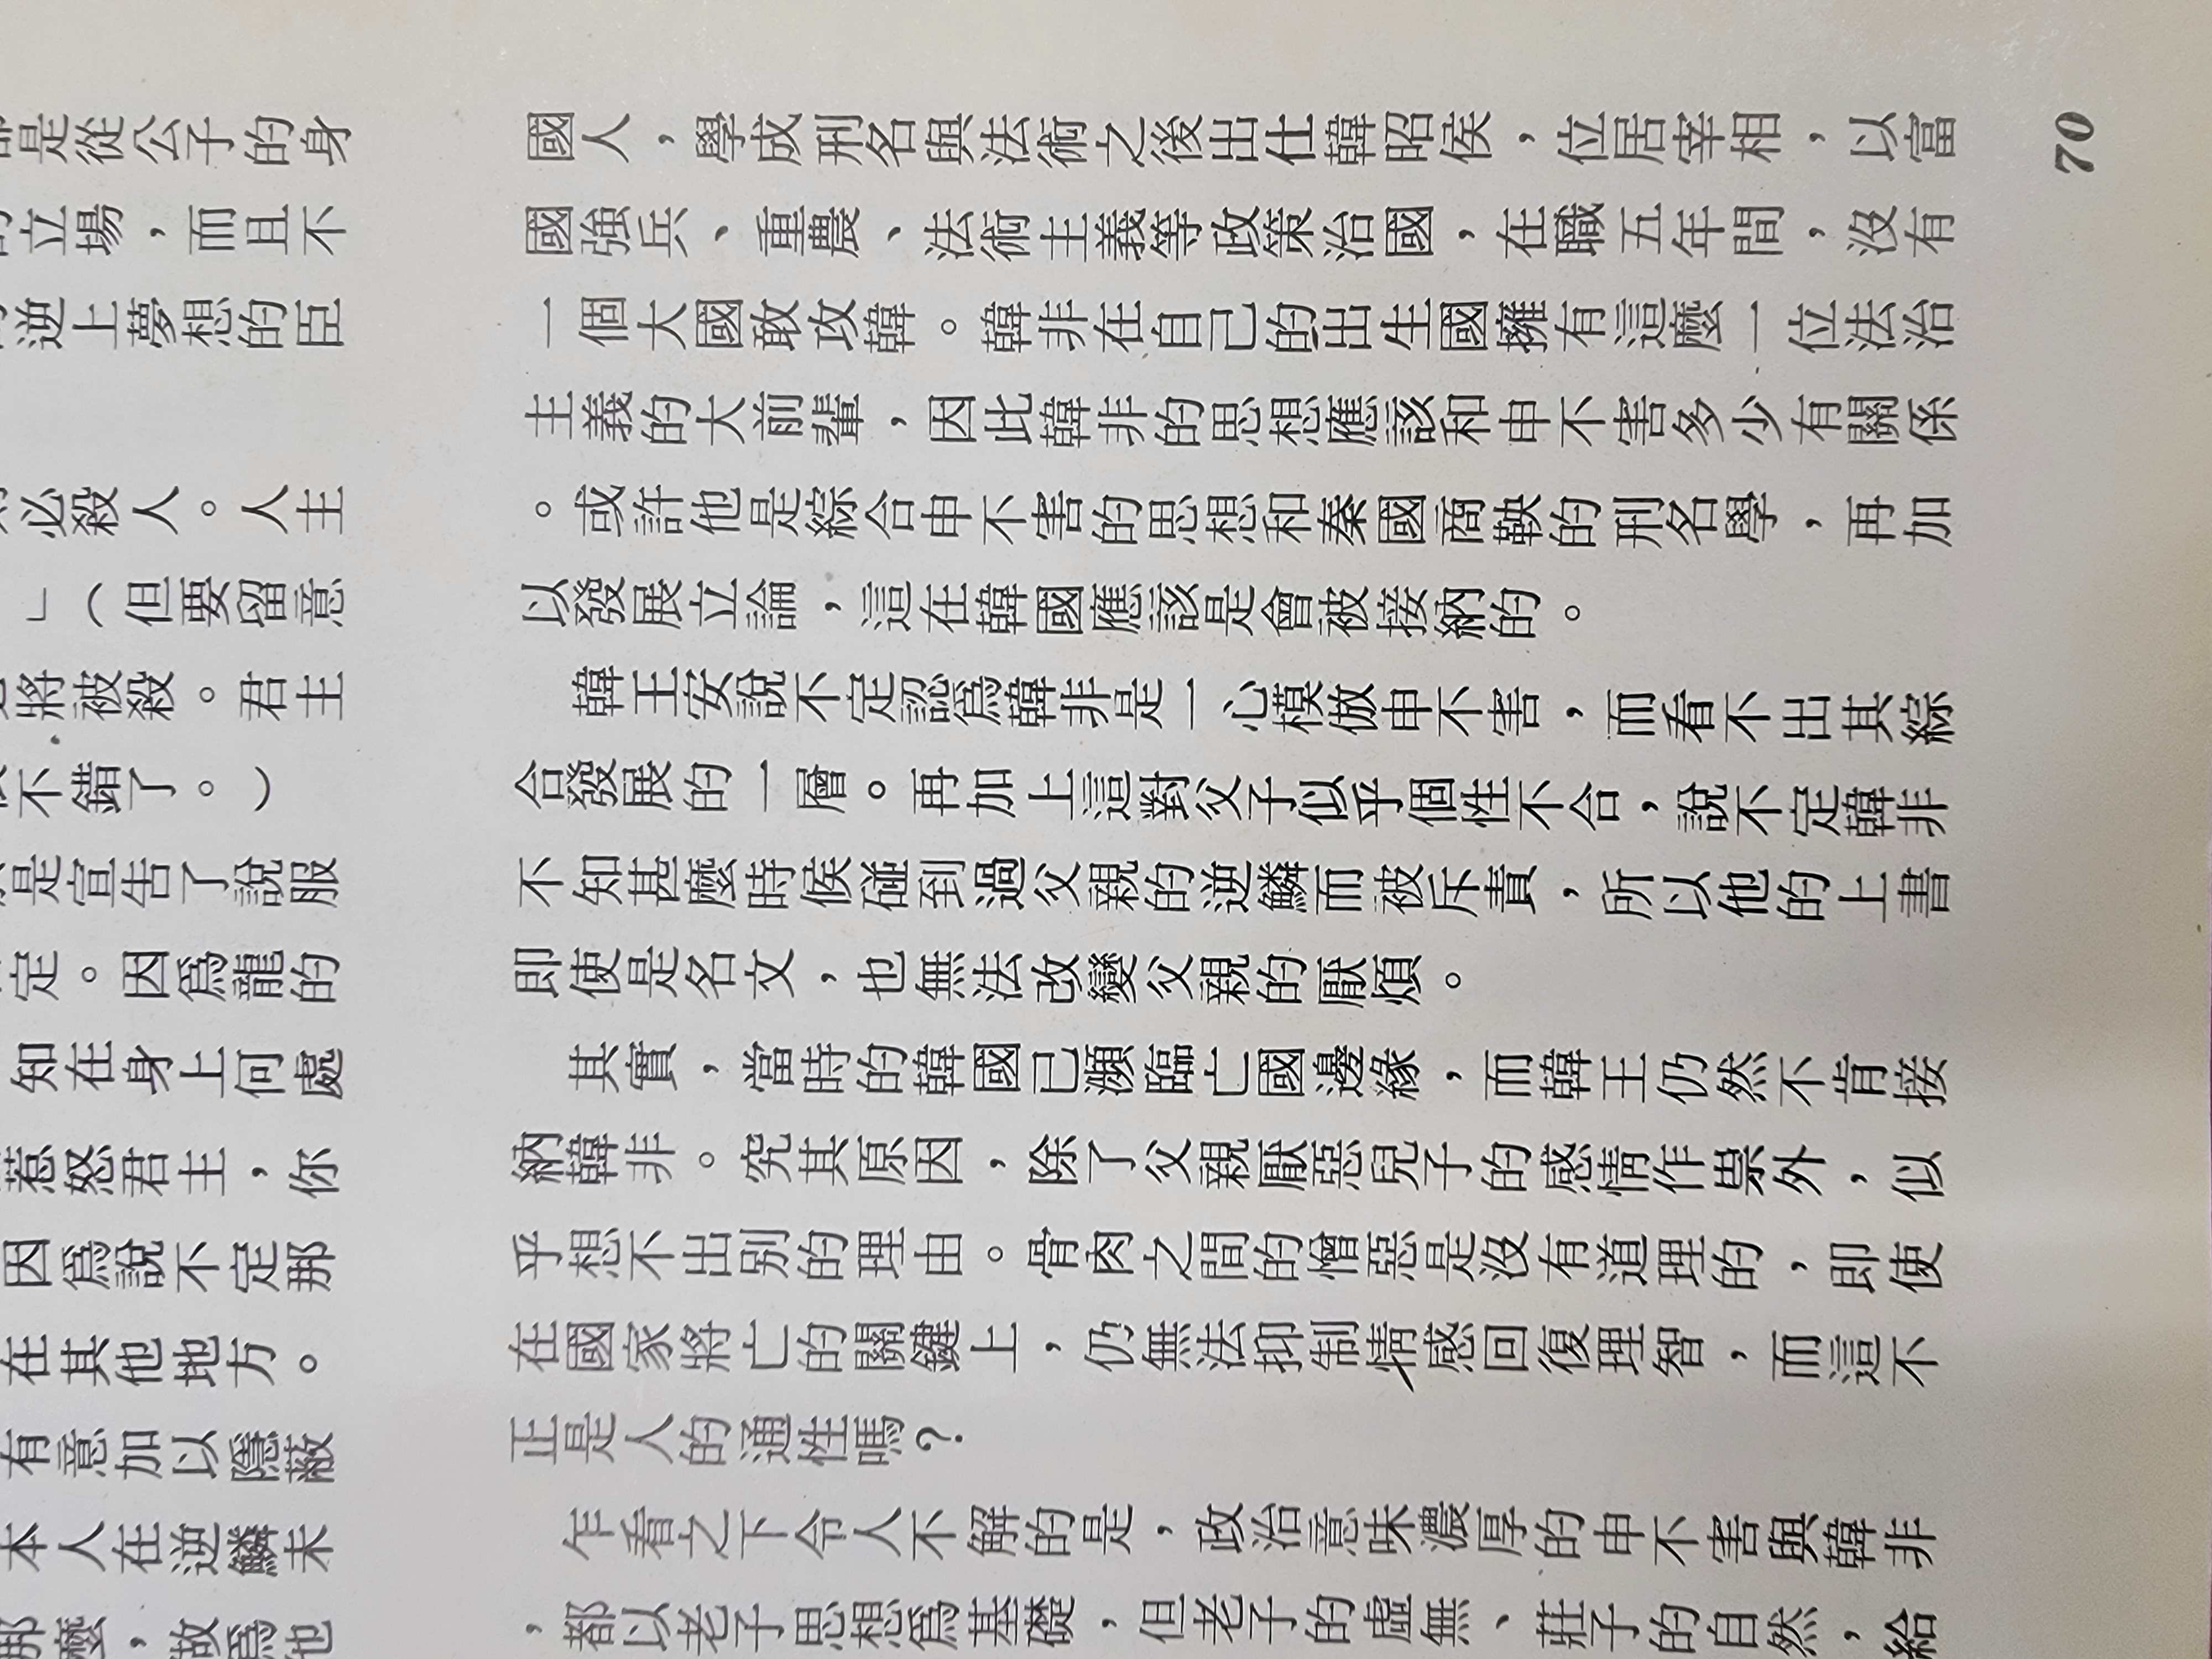 是從公子的身
立場，而且不
逆上夢想的臣
必殺人。人主
」（但要留意
將被殺。君主
不錯了。）
是宣告了說服
定。因爲龍的
知在身上何處
惹怒君主，你
因爲說不定那
在其他地方。
有意加以隱蔽
本人在逆鱗未
那麼，做爲他
國人，學成刑名與法術之後出仕韓昭侯，位居宰相，以富
國強兵、重農、法術主義等政策治國，在職五年間，沒有
一個大國敢攻韓。韓非在自己的出生國擁有這麼一位法治
主義的大前輩，因此韓非的思想應該和申不害多少有關係
。或許他是綜合申不害的思想和秦國商鞅的刑名學，再加
以發展立論，這在韓國應該是會被接納的。
韓王安說不定認爲韓非是一心模倣申不害，而看不出其綜
合發展的一層。再加上這對父子似乎個性不合，說不定韓非
不知甚麼時候碰到過父親的逆鱗而被斥責，所以他的上書
即使是名文，也無法改變父親的厭煩。
其實，當時的韓國已瀕臨亡國邊緣，而韓王仍然不肯接
納韓非。究其原因，除了父親厭惡兒子的感情作祟外，似
乎想不出別的理由。骨肉之間的憎惡是沒有道理的，即使
在國家將亡的關鍵上，仍無法抑制情感回復理智，而這不
正是人的通性嗎？
乍看之下令人不解的是，政治意味濃厚的申不害與韓非
，都以老子思想爲基礎，但老子的虛無、莊子的自然，給
70